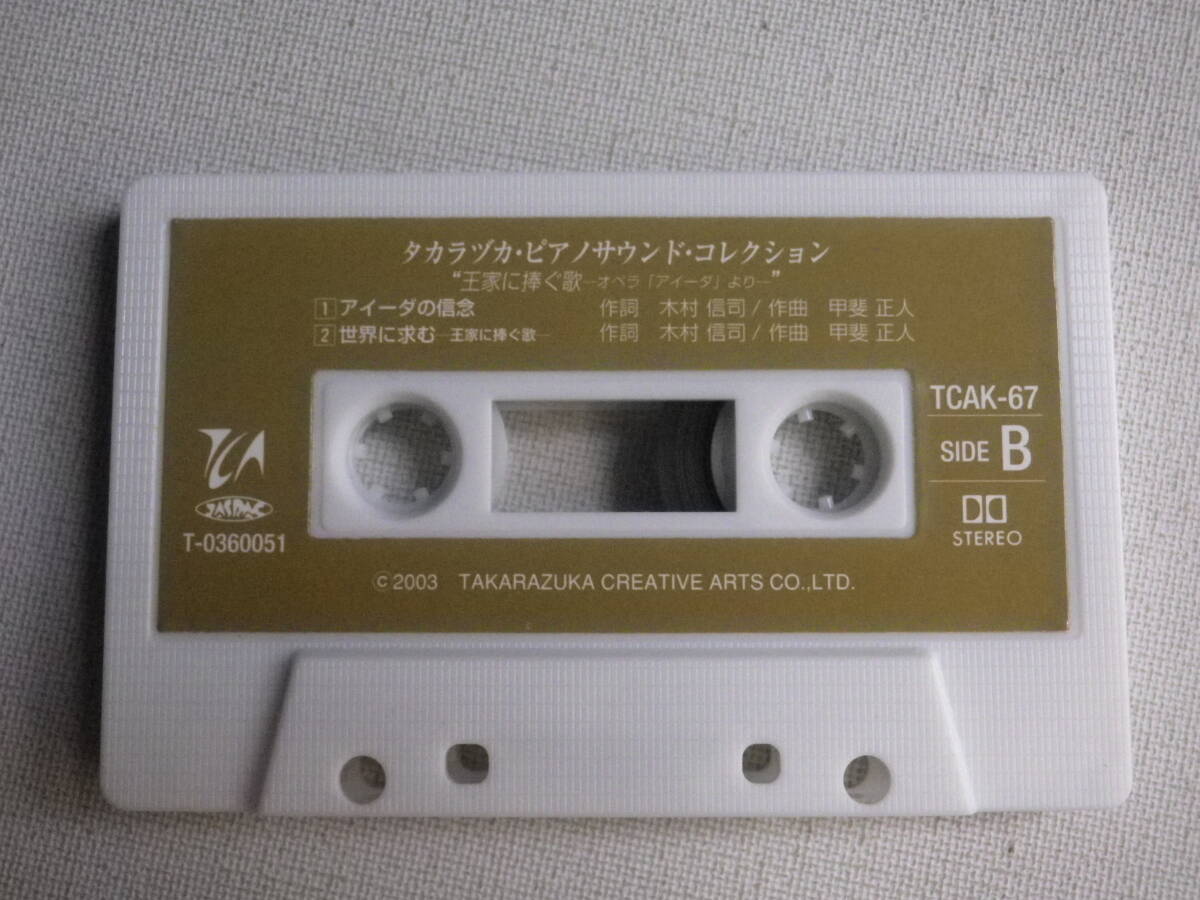 タカラヅカ・ピアノサウンド・コレクション
“王家に捧ぐ歌―オペラ「アイーダ」より―”
1 アイーダの信念 作詞 木村 信司 / 作曲 甲斐 正人
2 世界に求む―王家に捧ぐ歌― 作詞 木村 信司 / 作曲 甲斐 正人
TCAK-67
SIDE B
STEREO
TCA
JASRAC
T-0360051
©2003 TAKARAZUKA CREATIVE ARTS CO.,LTD.